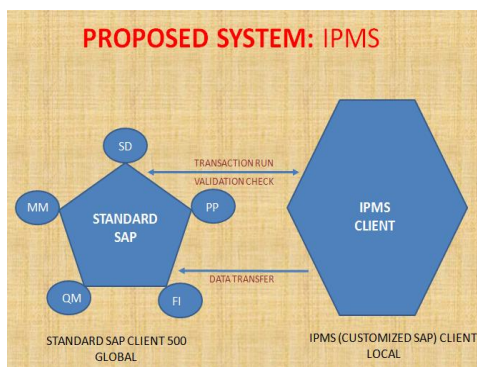 PROPOSED SYSTEM: IPMS
SD
TRANSACTION RUN
VALIDATION CHECK
MM
PP
STANDARD
SAP
IPMS
CLIENT
DATA TRANSFER
QM
FI
STANDARD SAP CLIENT 500
GLOBAL
IPMS (CUSTOMIZED SAP) CLIENT
LOCAL